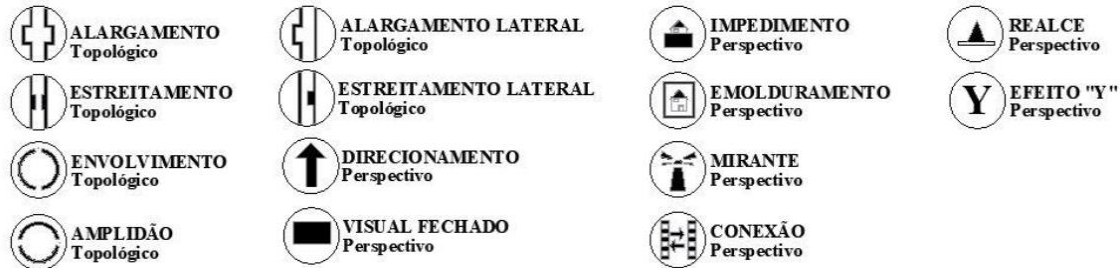 ALARGAMENTO
Topológico
ALARGAMENTO LATERAL
Topológico
IMPEDIMENTO
Perspectivo
REALCE
Perspectivo
ESTREITAMENTO
Topológico
ESTREITAMENTO LATERAL
Topológico
EMOLDURAMENTO
Perspectivo
Y
EFEITO "Y"
Perspectivo
ENVOLVIMENTO
Topológico
DIRECIONAMENTO
Perspectivo
MIRANTE
Perspectivo
AMPLIDÃO
Topológico
VISUAL FECHADO
Perspectivo
CONEXÃO
Perspectivo